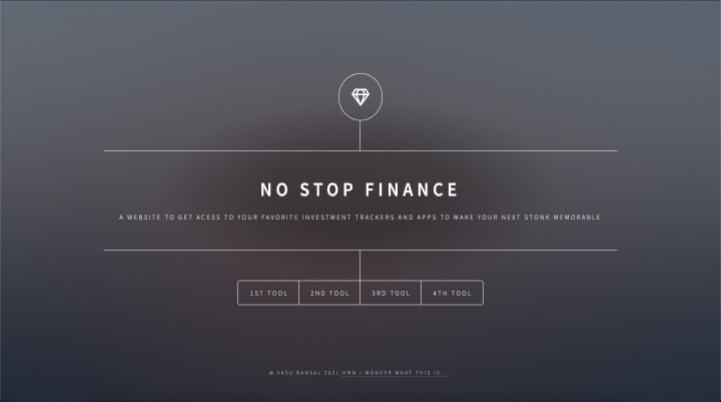 NO STOP FINANCE
A WEBSITE TO GET ACESS TO YOUR FAVORITE INVESTMENT TRACKERS AND APPS TO MAKE YOUR NEXT STONK MEMORABLE
1ST TOOL 2ND TOOL 3RD TOOL 4TH TOOL
© VASU BANSAL 2021 HMM I WONDER WHAT THIS IS...